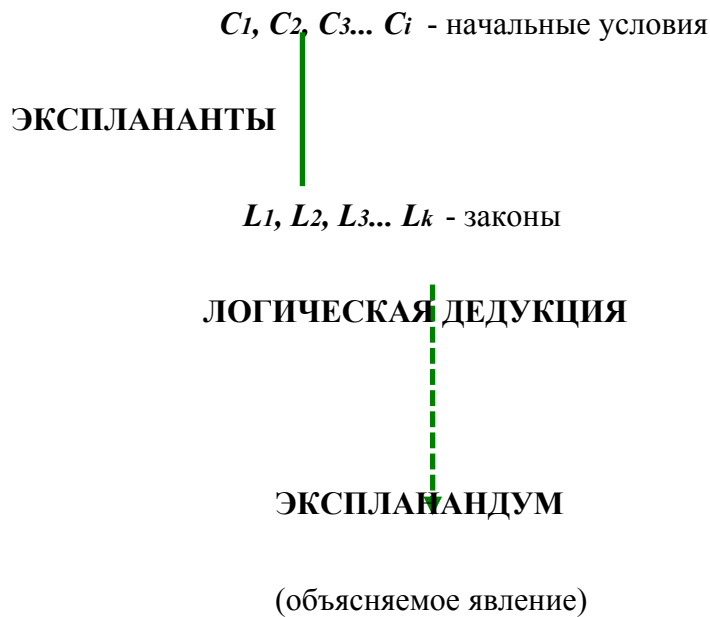 C1, C2, C3... Ci - начальные условия
ЭКСПЛАНАНТЫ
L1, L2, L3... Lk - законы
ЛОГИЧЕСКАЯ ДЕДУКЦИЯ
ЭКСПЛАНАНДУМ
(объясняемое явление)